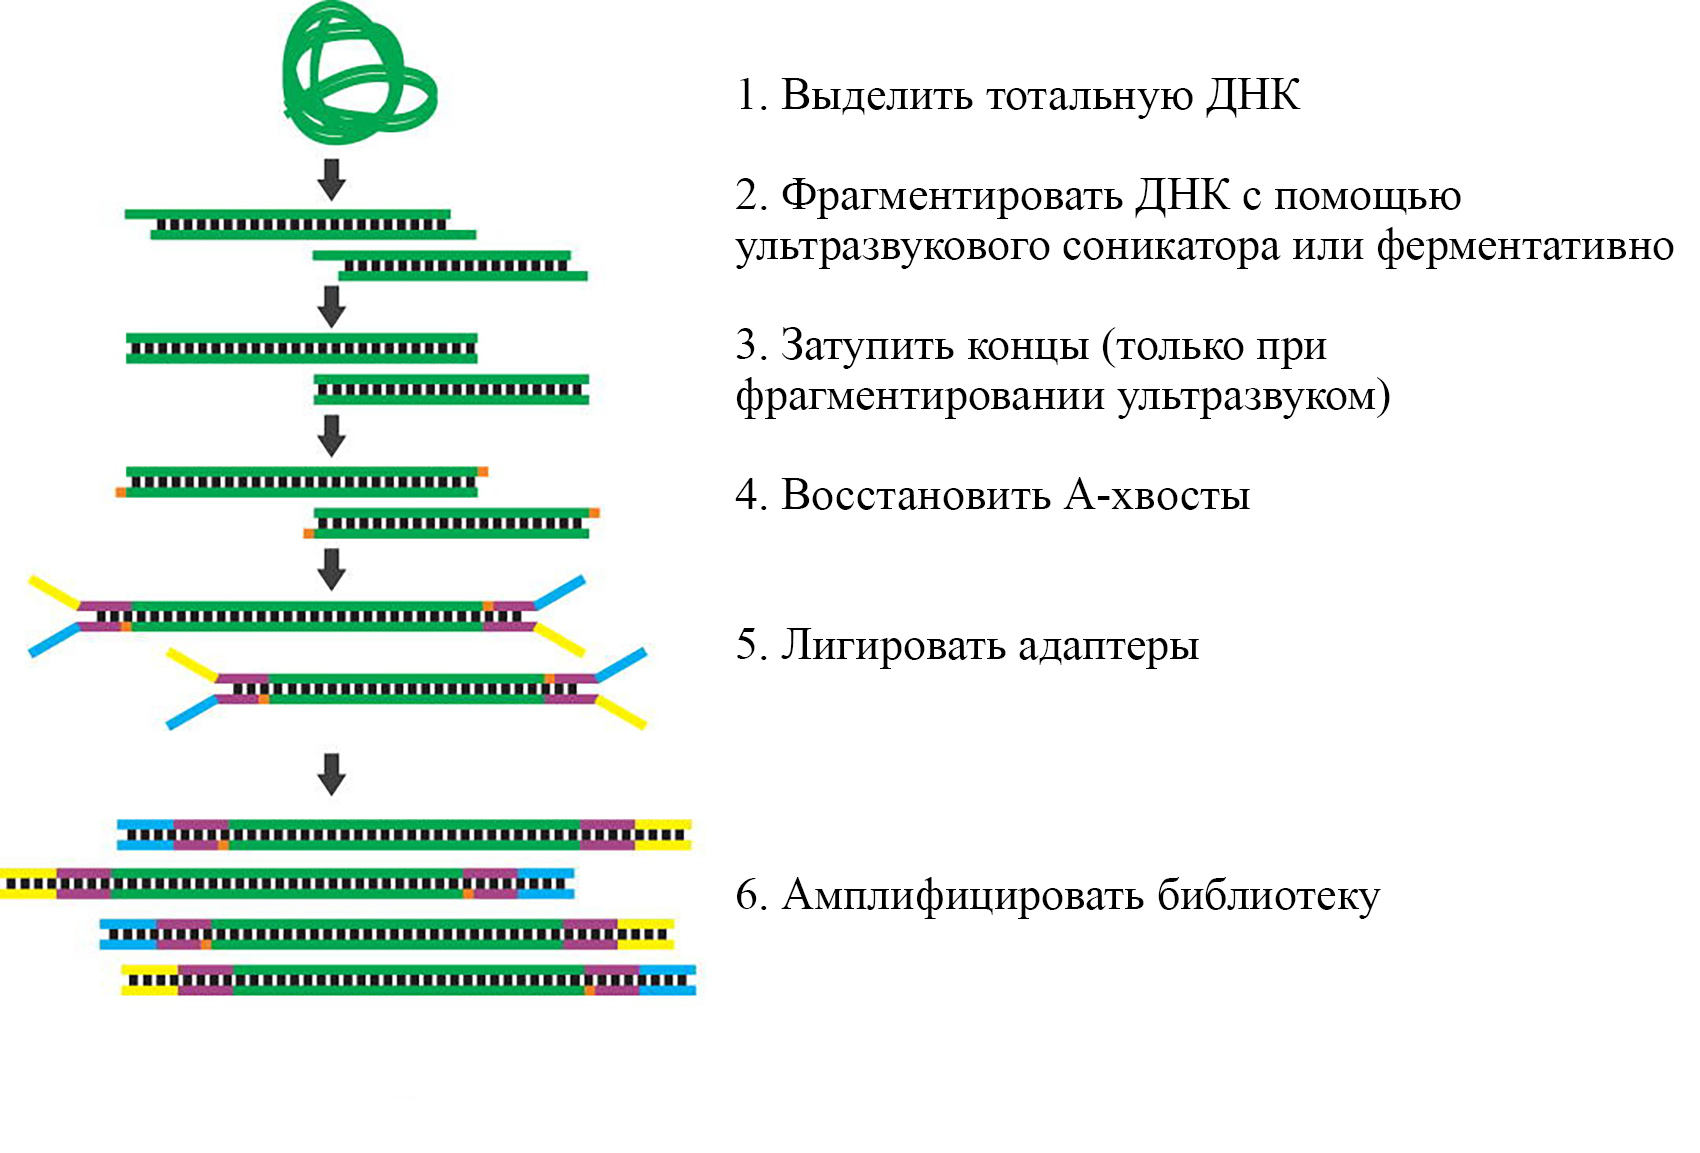 1. Выделить тотальную ДНК
2. Фрагментировать ДНК с помощью
ультразвукового соникатора или ферментативно
3. Затупить концы (только при
фрагментировании ультразвуком)
4. Восстановить А-хвосты
5. Лигировать адаптеры
6. Амплифицировать библиотеку